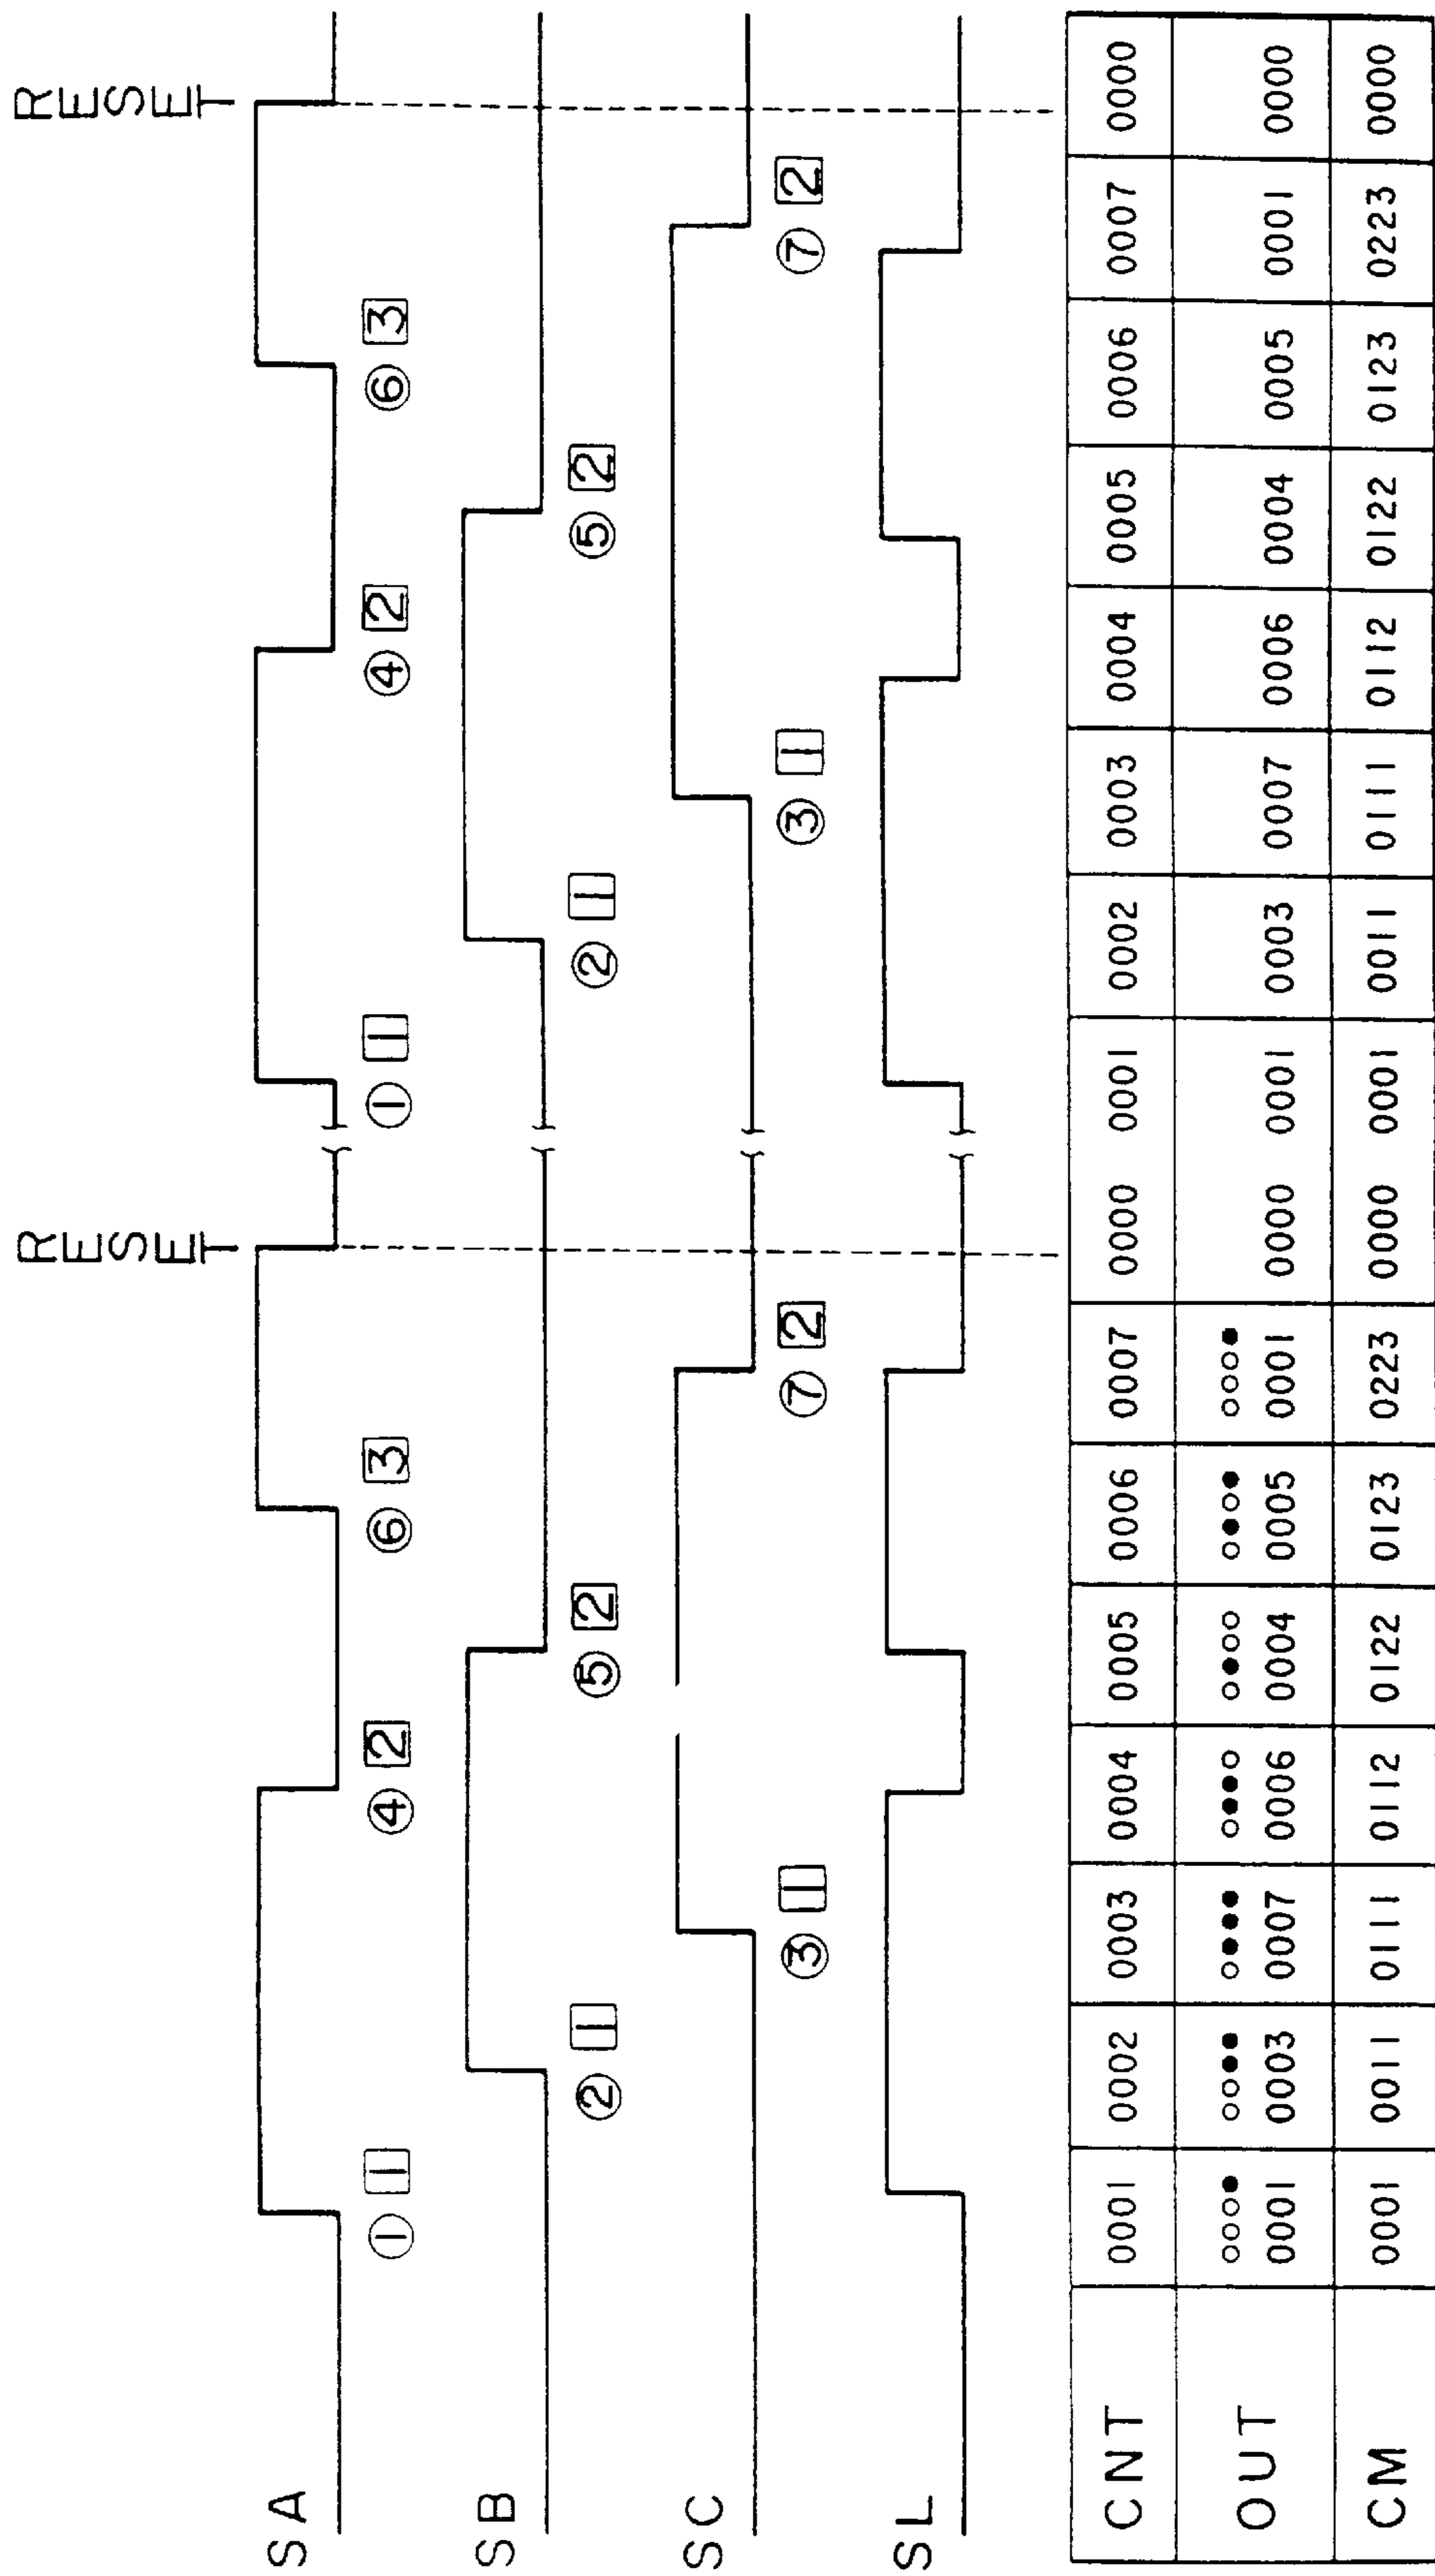 RESET RESET
SA ① 1 ④ 2 ⑥ 3 ① 1 ④ 2 ⑥ 3
SB ② 1 ⑤ 2 ② 1 ⑤ 2
SC ③ 1 ⑦ 2 ③ 1 ⑦ 2
SL
CNT 0001 0002 0003 0004 0005 0006 0007 0000 0001 0002 0003 0004 0005 0006 0007 0000
OUT 0001 0003 0007 0006 0004 0005 0001 0000 0001 0003 0007 0006 0004 0005 0001 0000
CM 0001 0011 0111 0112 0122 0123 0223 0000 0001 0011 0111 0112 0122 0123 0223 0000